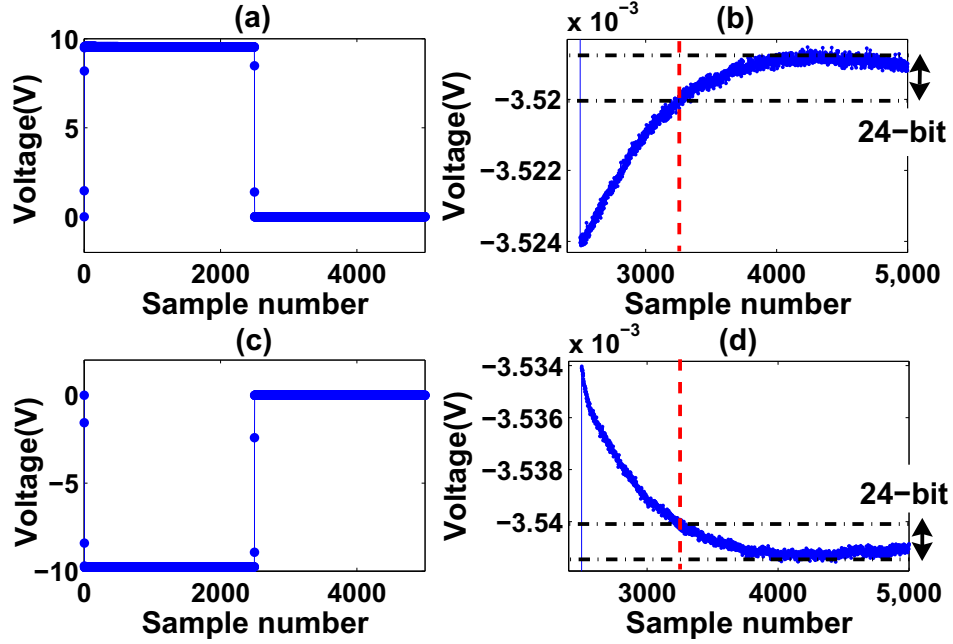 (a)
Voltage(V)
10
5
0
0
2000
4000
Sample number
(b)
x 10⁻³
Voltage(V)
−3.52
−3.522
−3.524
24−bit
3000
4000
5,000
Sample number
(c)
Voltage(V)
0
−5
−10
0
2000
4000
Sample number
(d)
x 10⁻³
Voltage(V)
−3.534
−3.536
−3.538
−3.54
24−bit
3000
4000
5,000
Sample number